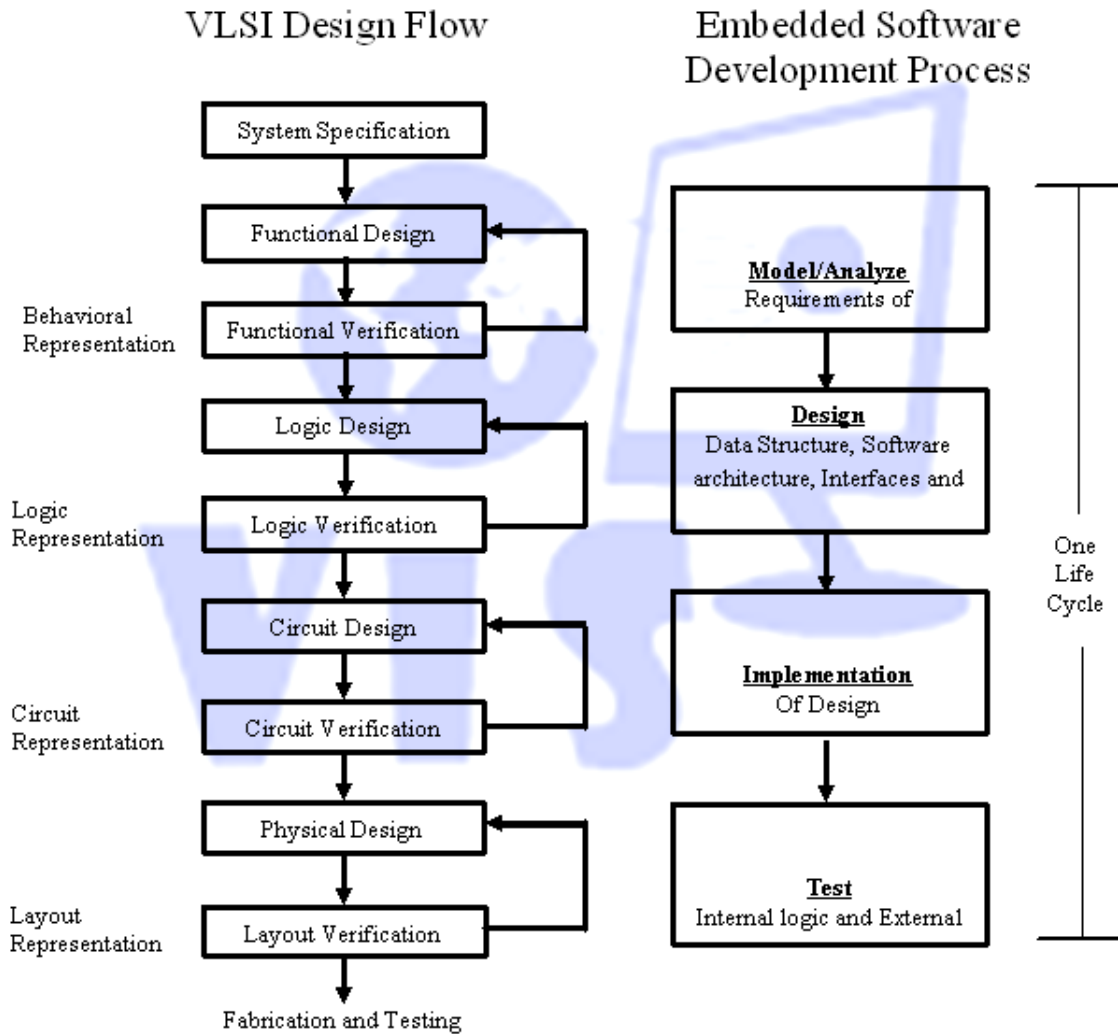 VLSI Design Flow
System Specification
Functional Design
Functional Verification
Behavioral
Representation
Logic Design
Logic Verification
Logic
Representation
Circuit Design
Circuit Verification
Circuit
Representation
Physical Design
Layout Verification
Layout
Representation
Fabrication and Testing
Embedded Software
Development Process
Model/Analyze
Requirements of
Design
Data Structure, Software
architecture, Interfaces and
Implementation
Of Design
Test
Internal logic and External
One
Life
Cycle
VIS
e